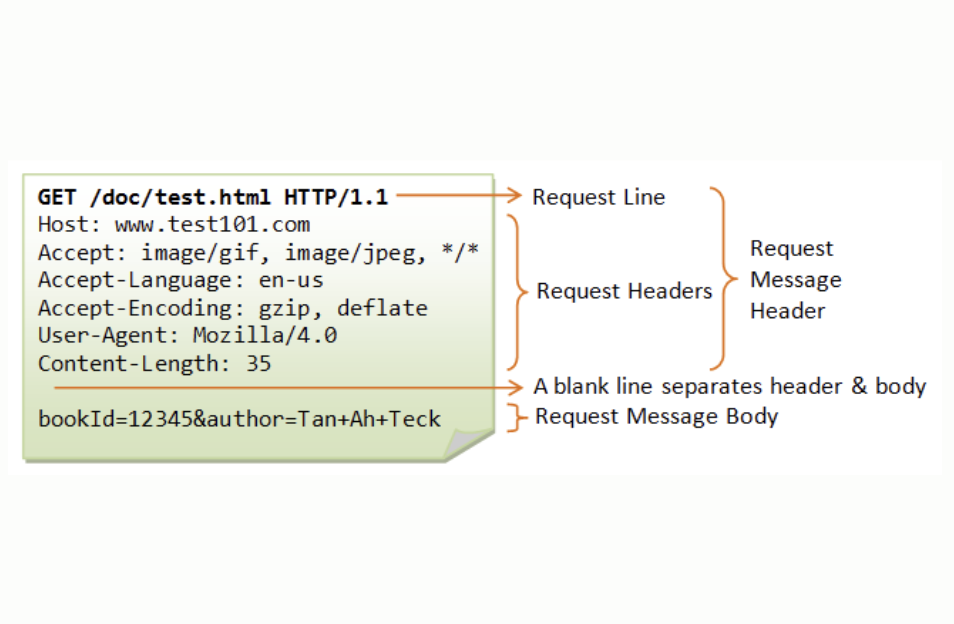 GET /doc/test.html HTTP/1.1
Request Line
Host: www.test101.com
Accept: image/gif, image/jpeg, */*
Accept-Language: en-us
Accept-Encoding: gzip, deflate
User-Agent: Mozilla/4.0
Content-Length: 35
Request Headers
Request
Message
Header
A blank line separates header & body
bookId=12345&author=Tan+Ah+Teck
Request Message Body